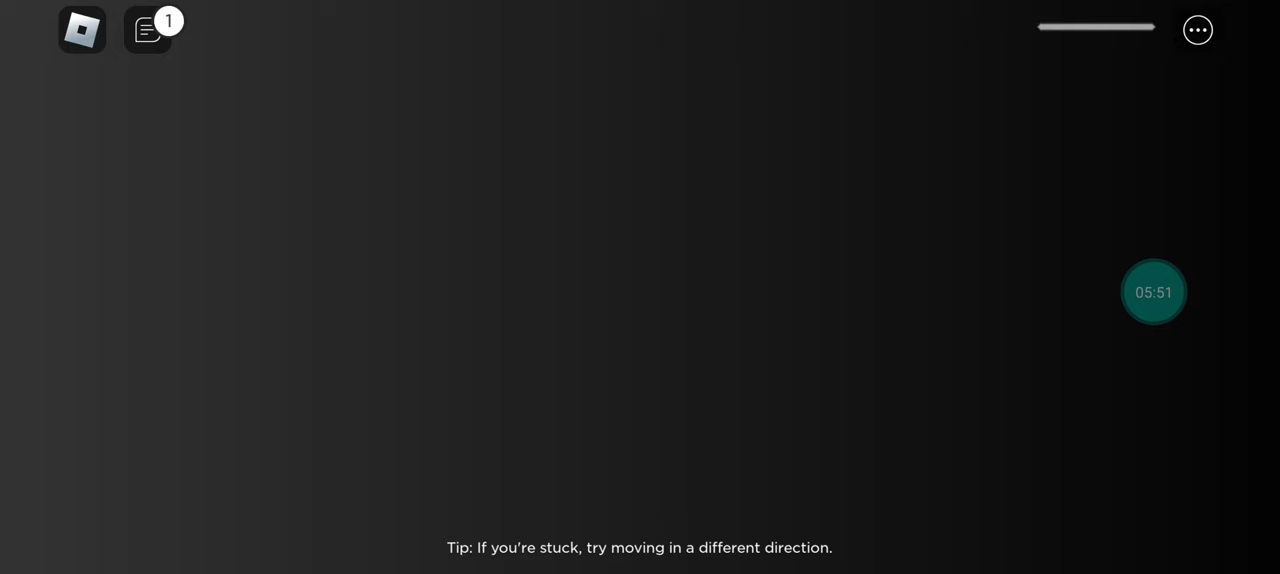 1
05:51
Tip: If you're stuck, try moving in a different direction.